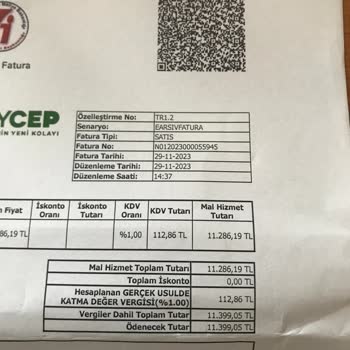 Fatura
YCEP
İN YENİ KOLAYI
Özelleştirme No: TR1.2
Senaryo: EARSIVFATURA
Fatura Tipi: SATIS
Fatura No: N012023000055945
Fatura Tarihi: 29-11-2023
Düzenleme Tarihi: 29-11-2023
Düzenleme Saati: 14:37
Fiyat İskonto Oranı İskonto Tutarı KDV Oranı KDV Tutarı Mal Hizmet Tutarı
86,19 TL %1,00 112,86 TL 11.286,19 TL
Mal Hizmet Toplam Tutarı 11.286,19 TL
Toplam İskonto 0,00 TL
Hesaplanan GERÇEK USULDE
KATMA DEĞER VERGİSİ(%1.00) 112,86 TL
Vergiler Dahil Toplam Tutar 11.399,05 TL
Ödenecek Tutar 11.399,05 TL